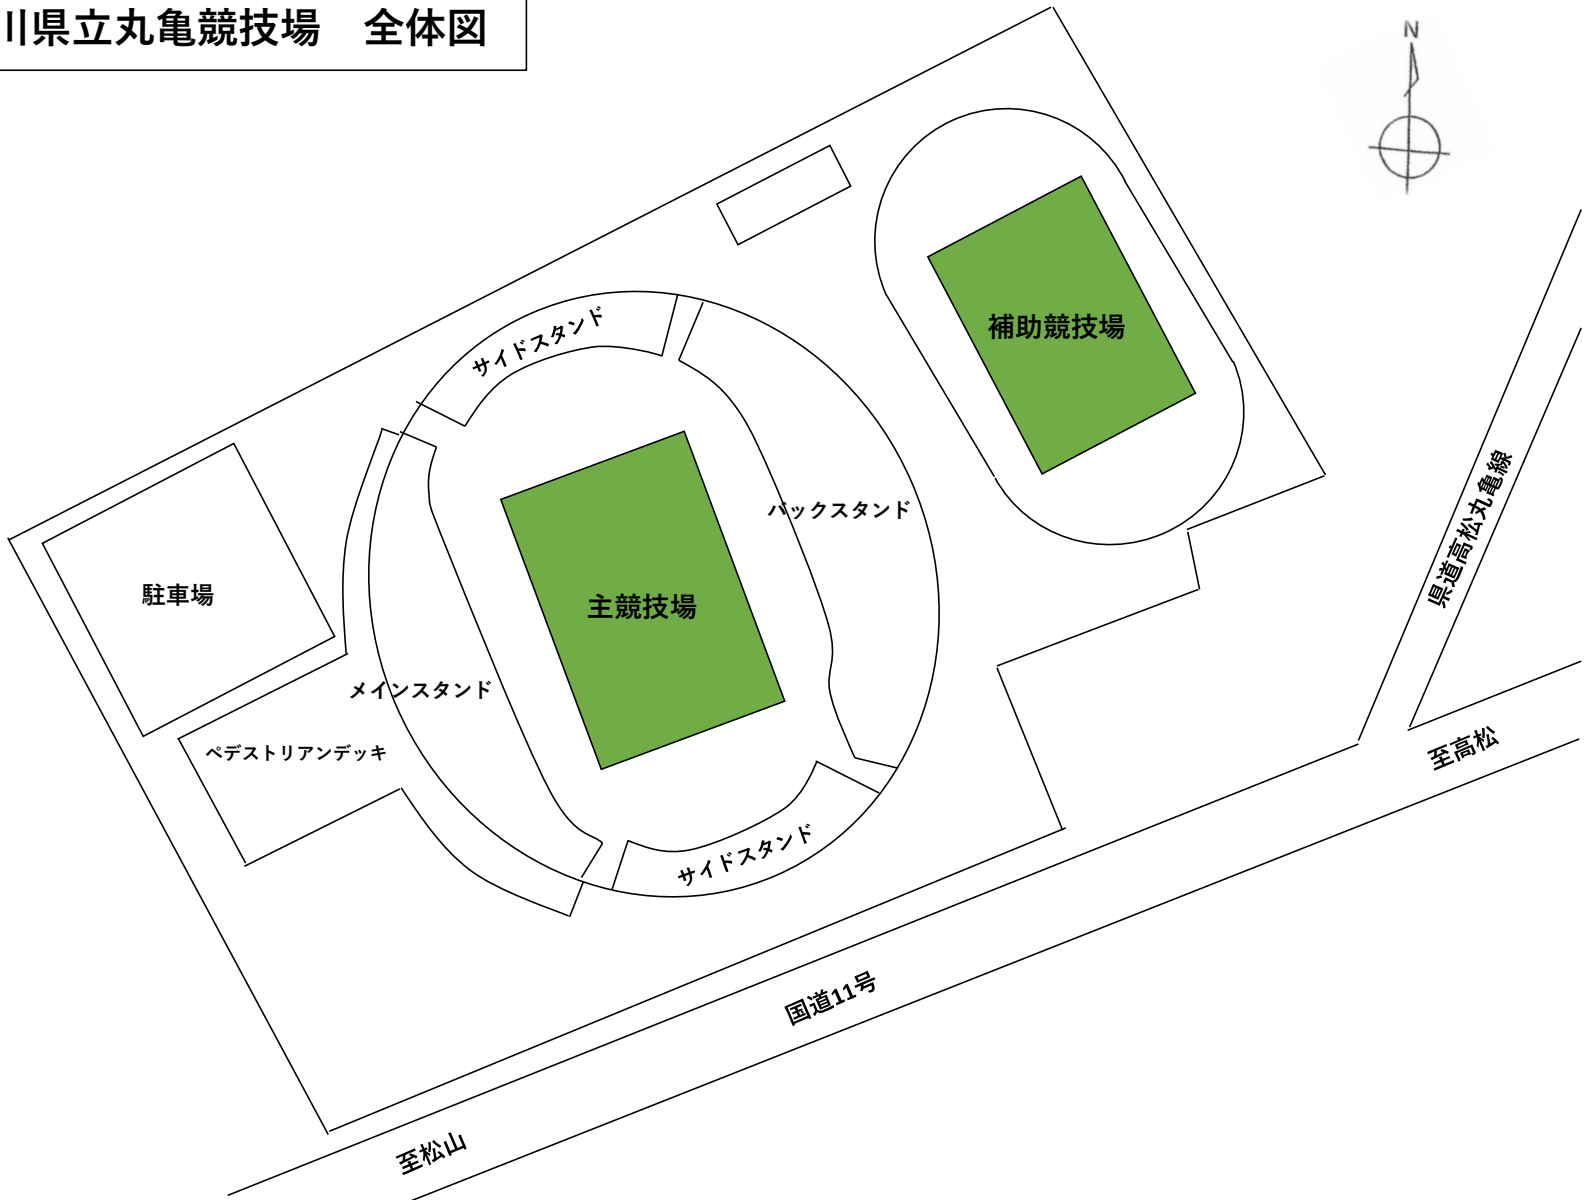 川県立丸亀競技場　全体図
N
サイドスタンド
補助競技場
バックスタンド
県道高松丸亀線
駐車場
主競技場
メインスタンド
ペデストリアンデッキ
至高松
サイドスタンド
国道11号
至松山